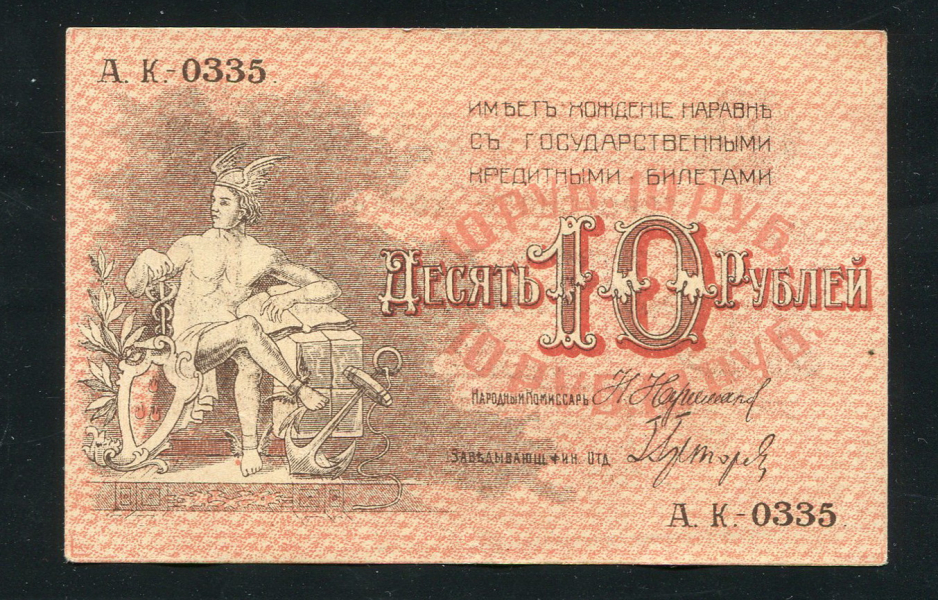 А. К.-0335
ИМѢЕТЪ ХОЖДЕНІЕ НАРАВНѢ
СЪ ГОСУДАРСТВЕННЫМИ
КРЕДИТНЫМИ БИЛЕТАМИ
10 РУБ. 10 РУБ.
ДЕСЯТЬ 10 РУБЛЕЙ
10 РУБ. 10 РУБ.
НАРОДНЫЙ КОМИССАРЪ
ЗАВѢДЫВАЮЩ. ФИН. ОТД.
А. К.-0335